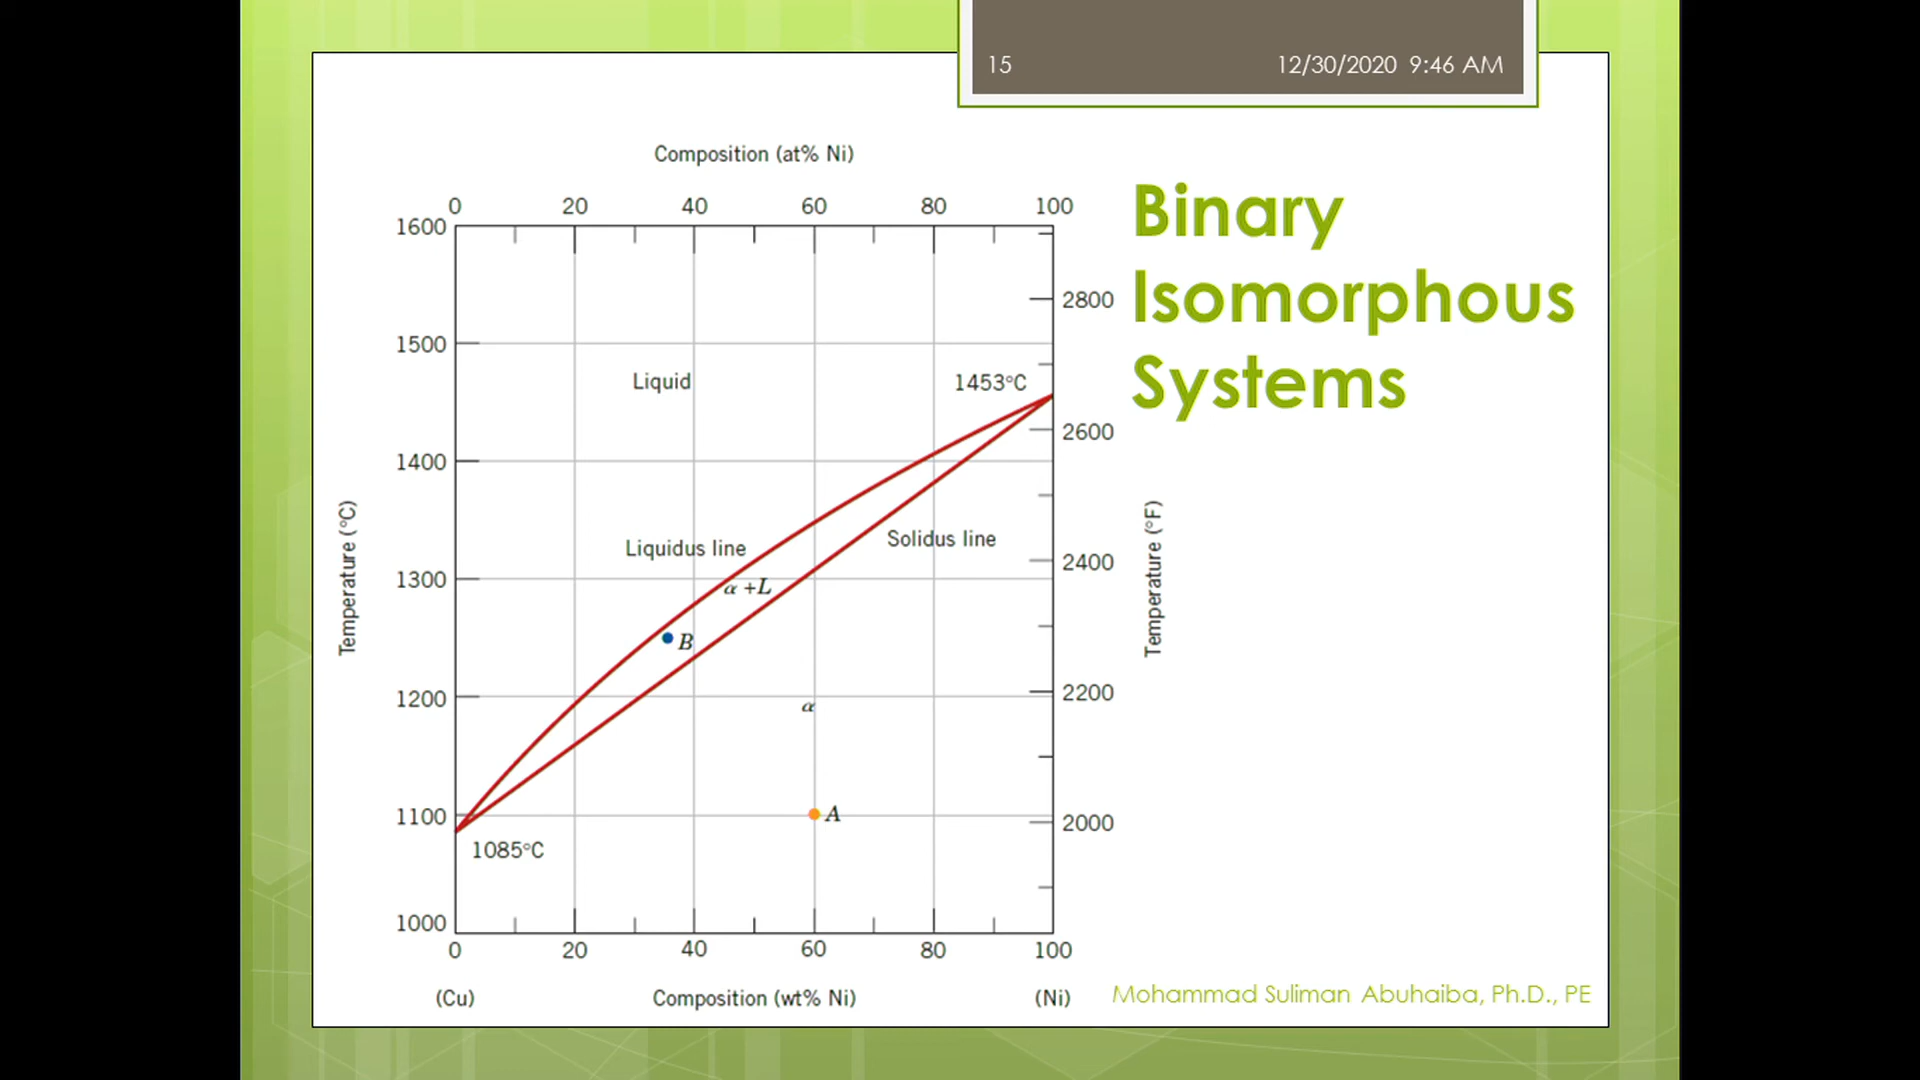 15 12/30/2020 9:46 AM
Binary
Isomorphous
Systems
Composition (at% Ni)
0 20 40 60 80 100
1600
1500
1400
1300
1200
1100
1000
Temperature (°C)
2800
2600
2400
2200
2000
Temperature (°F)
Liquid
1453°C
Liquidus line
Solidus line
α +L
B
α
A
1085°C
0 20 40 60 80 100
(Cu) Composition (wt% Ni) (Ni)
Mohammad Suliman Abuhaiba, Ph.D., PE